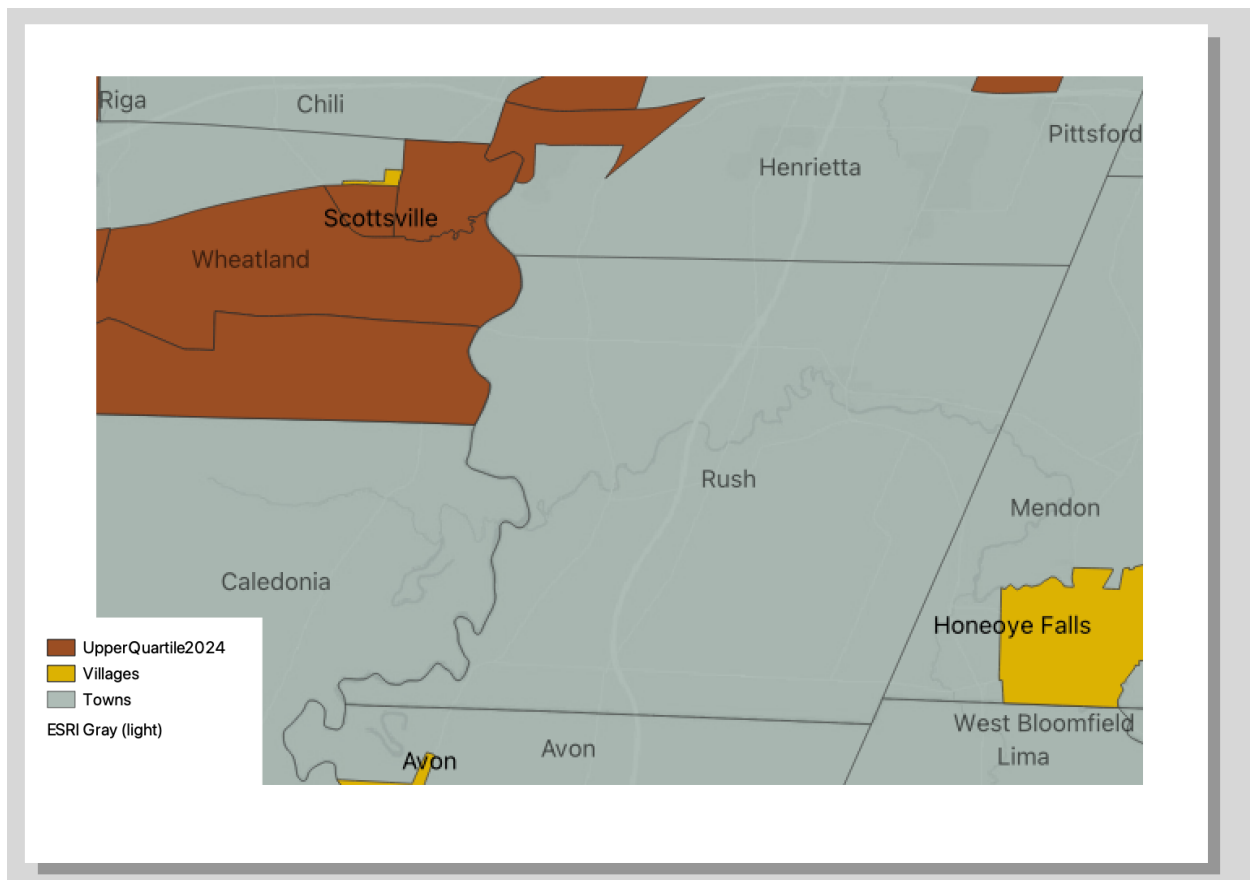 Riga
Chili
Pittsford
Henrietta
Scottsville
Wheatland
Rush
Mendon
Caledonia
Honeoye Falls
UpperQuartile2024
Villages
Towns
ESRI Gray (light)
West Bloomfield
Avon
Avon
Lima